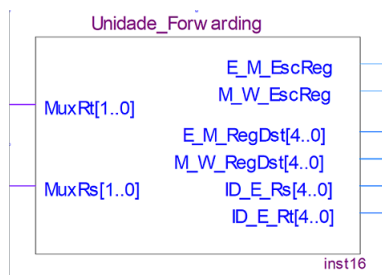 Unidade_Forwarding
E_M_EscReg
M_W_EscReg
MuxRt[1..0]
E_M_RegDst[4..0]
M_W_RegDst[4..0]
MuxRs[1..0]
ID_E_Rs[4..0]
ID_E_Rt[4..0]
inst16